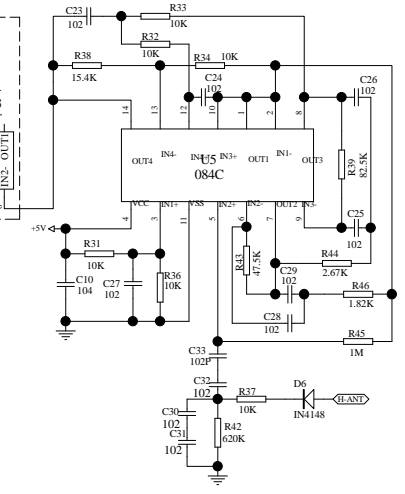 C23
102
R33
10K
R32
10K
R38
15.4K
R34
10K
C24
102
C26
102
14
13
12
10
1
2
8
OUT4
IN4-
IN4+
IN3+
OUT1
IN1-
OUT3
U5
084C
VCC
IN1+
VSS
IN2+
IN2-
OUT2
IN3-
4
3
11
5
6
7
9
R39
82.5K
C25
102
IN2- OUT1
+5V
R31
10K
C10
104
C27
102
R36
10K
R43
47.5K
C29
102
C28
102
R44
2.67K
R46
1.82K
R45
1M
C33
102P
C32
102
C30
102
C31
102
R37
10K
R42
620K
D6
IN4148
H-ANT